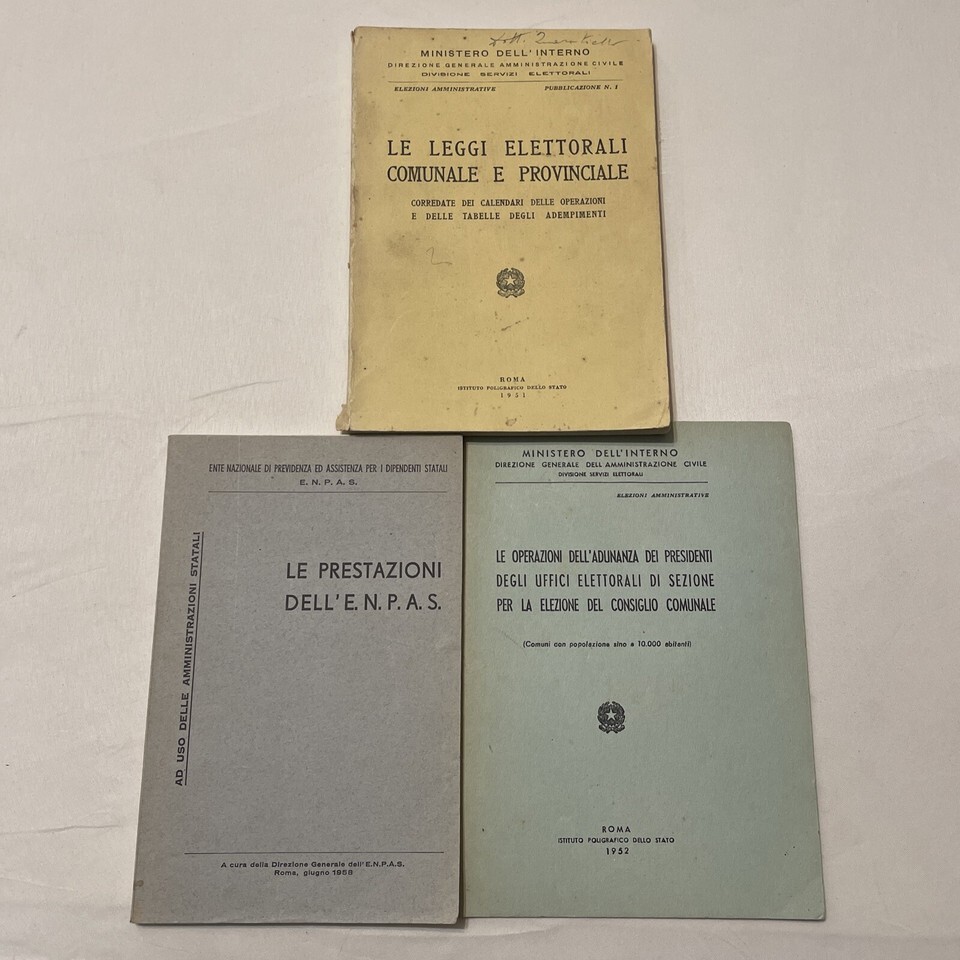 Dott.
MINISTERO DELL'INTERNO
DIREZIONE GENERALE AMMINISTRAZIONE CIVILE
DIVISIONE SERVIZI ELETTORALI
ELEZIONI AMMINISTRATIVE PUBBLICAZIONE N. 1
LE LEGGI ELETTORALI
COMUNALE E PROVINCIALE
CORREDATE DEI CALENDARI DELLE OPERAZIONI
E DELLE TABELLE DEGLI ADEMPIMENTI
ROMA
ISTITUTO POLIGRAFICO DELLO STATO
1951
ENTE NAZIONALE DI PREVIDENZA ED ASSISTENZA PER I DIPENDENTI STATALI
E. N. P. A. S.
AD USO DELLE AMMINISTRAZIONI STATALI
LE PRESTAZIONI
DELL'E. N. P. A. S.
A cura della Direzione Generale dell'E.N.P.A.S.
Roma, giugno 1958
MINISTERO DELL'INTERNO
DIREZIONE GENERALE DELL'AMMINISTRAZIONE CIVILE
DIVISIONE SERVIZI ELETTORALI
ELEZIONI AMMINISTRATIVE
LE OPERAZIONI DELL'ADUNANZA DEI PRESIDENTI
DEGLI UFFICI ELETTORALI DI SEZIONE
PER LA ELEZIONE DEL CONSIGLIO COMUNALE
(Comuni con popolazione sino a 10.000 abitanti)
ROMA
ISTITUTO POLIGRAFICO DELLO STATO
1952